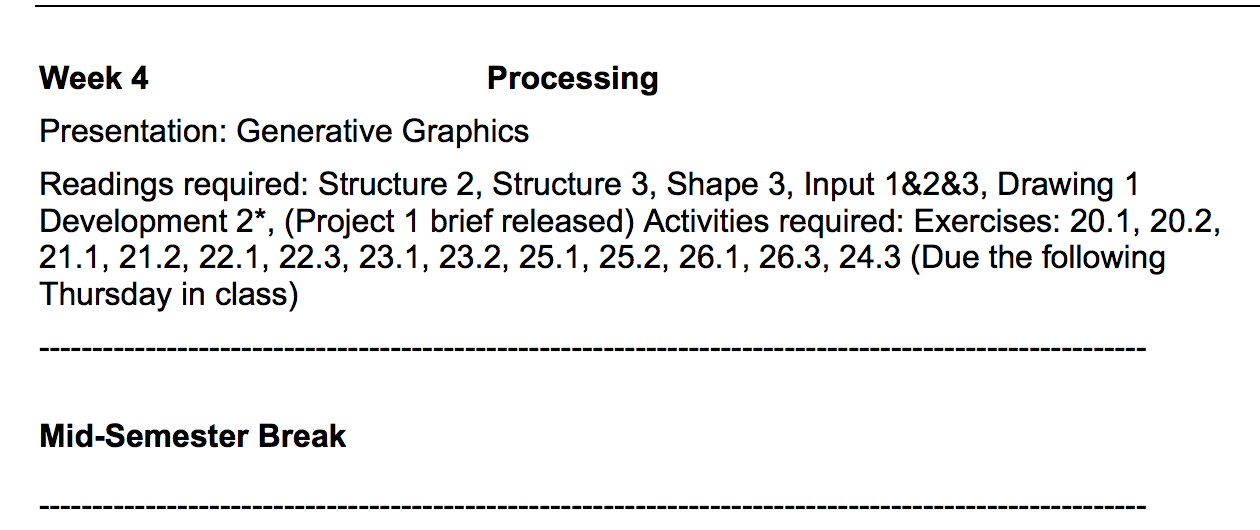 Week 4 Processing
Presentation: Generative Graphics
Readings required: Structure 2, Structure 3, Shape 3, Input 1&2&3, Drawing 1
Development 2*, (Project 1 brief released) Activities required: Exercises: 20.1, 20.2,
21.1, 21.2, 22.1, 22.3, 23.1, 23.2, 25.1, 25.2, 26.1, 26.3, 24.3 (Due the following
Thursday in class)
Mid-Semester Break